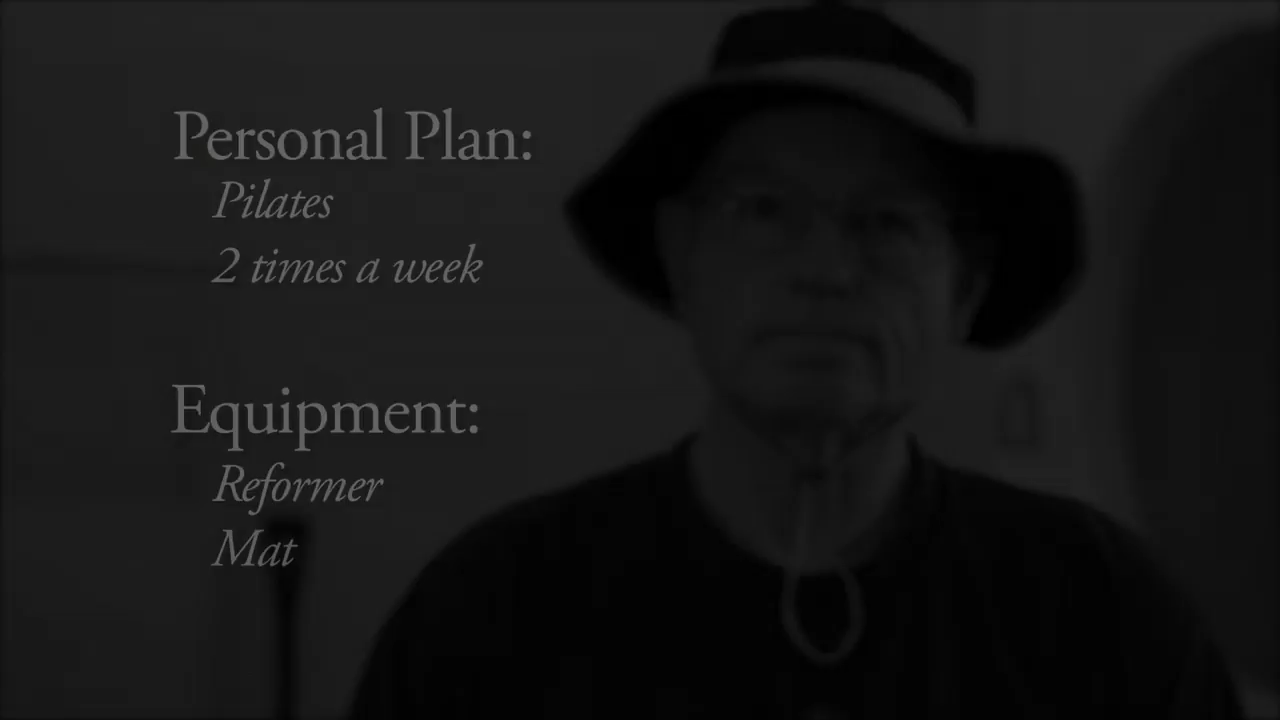 Personal Plan:
Pilates
2 times a week
Equipment:
Reformer
Mat